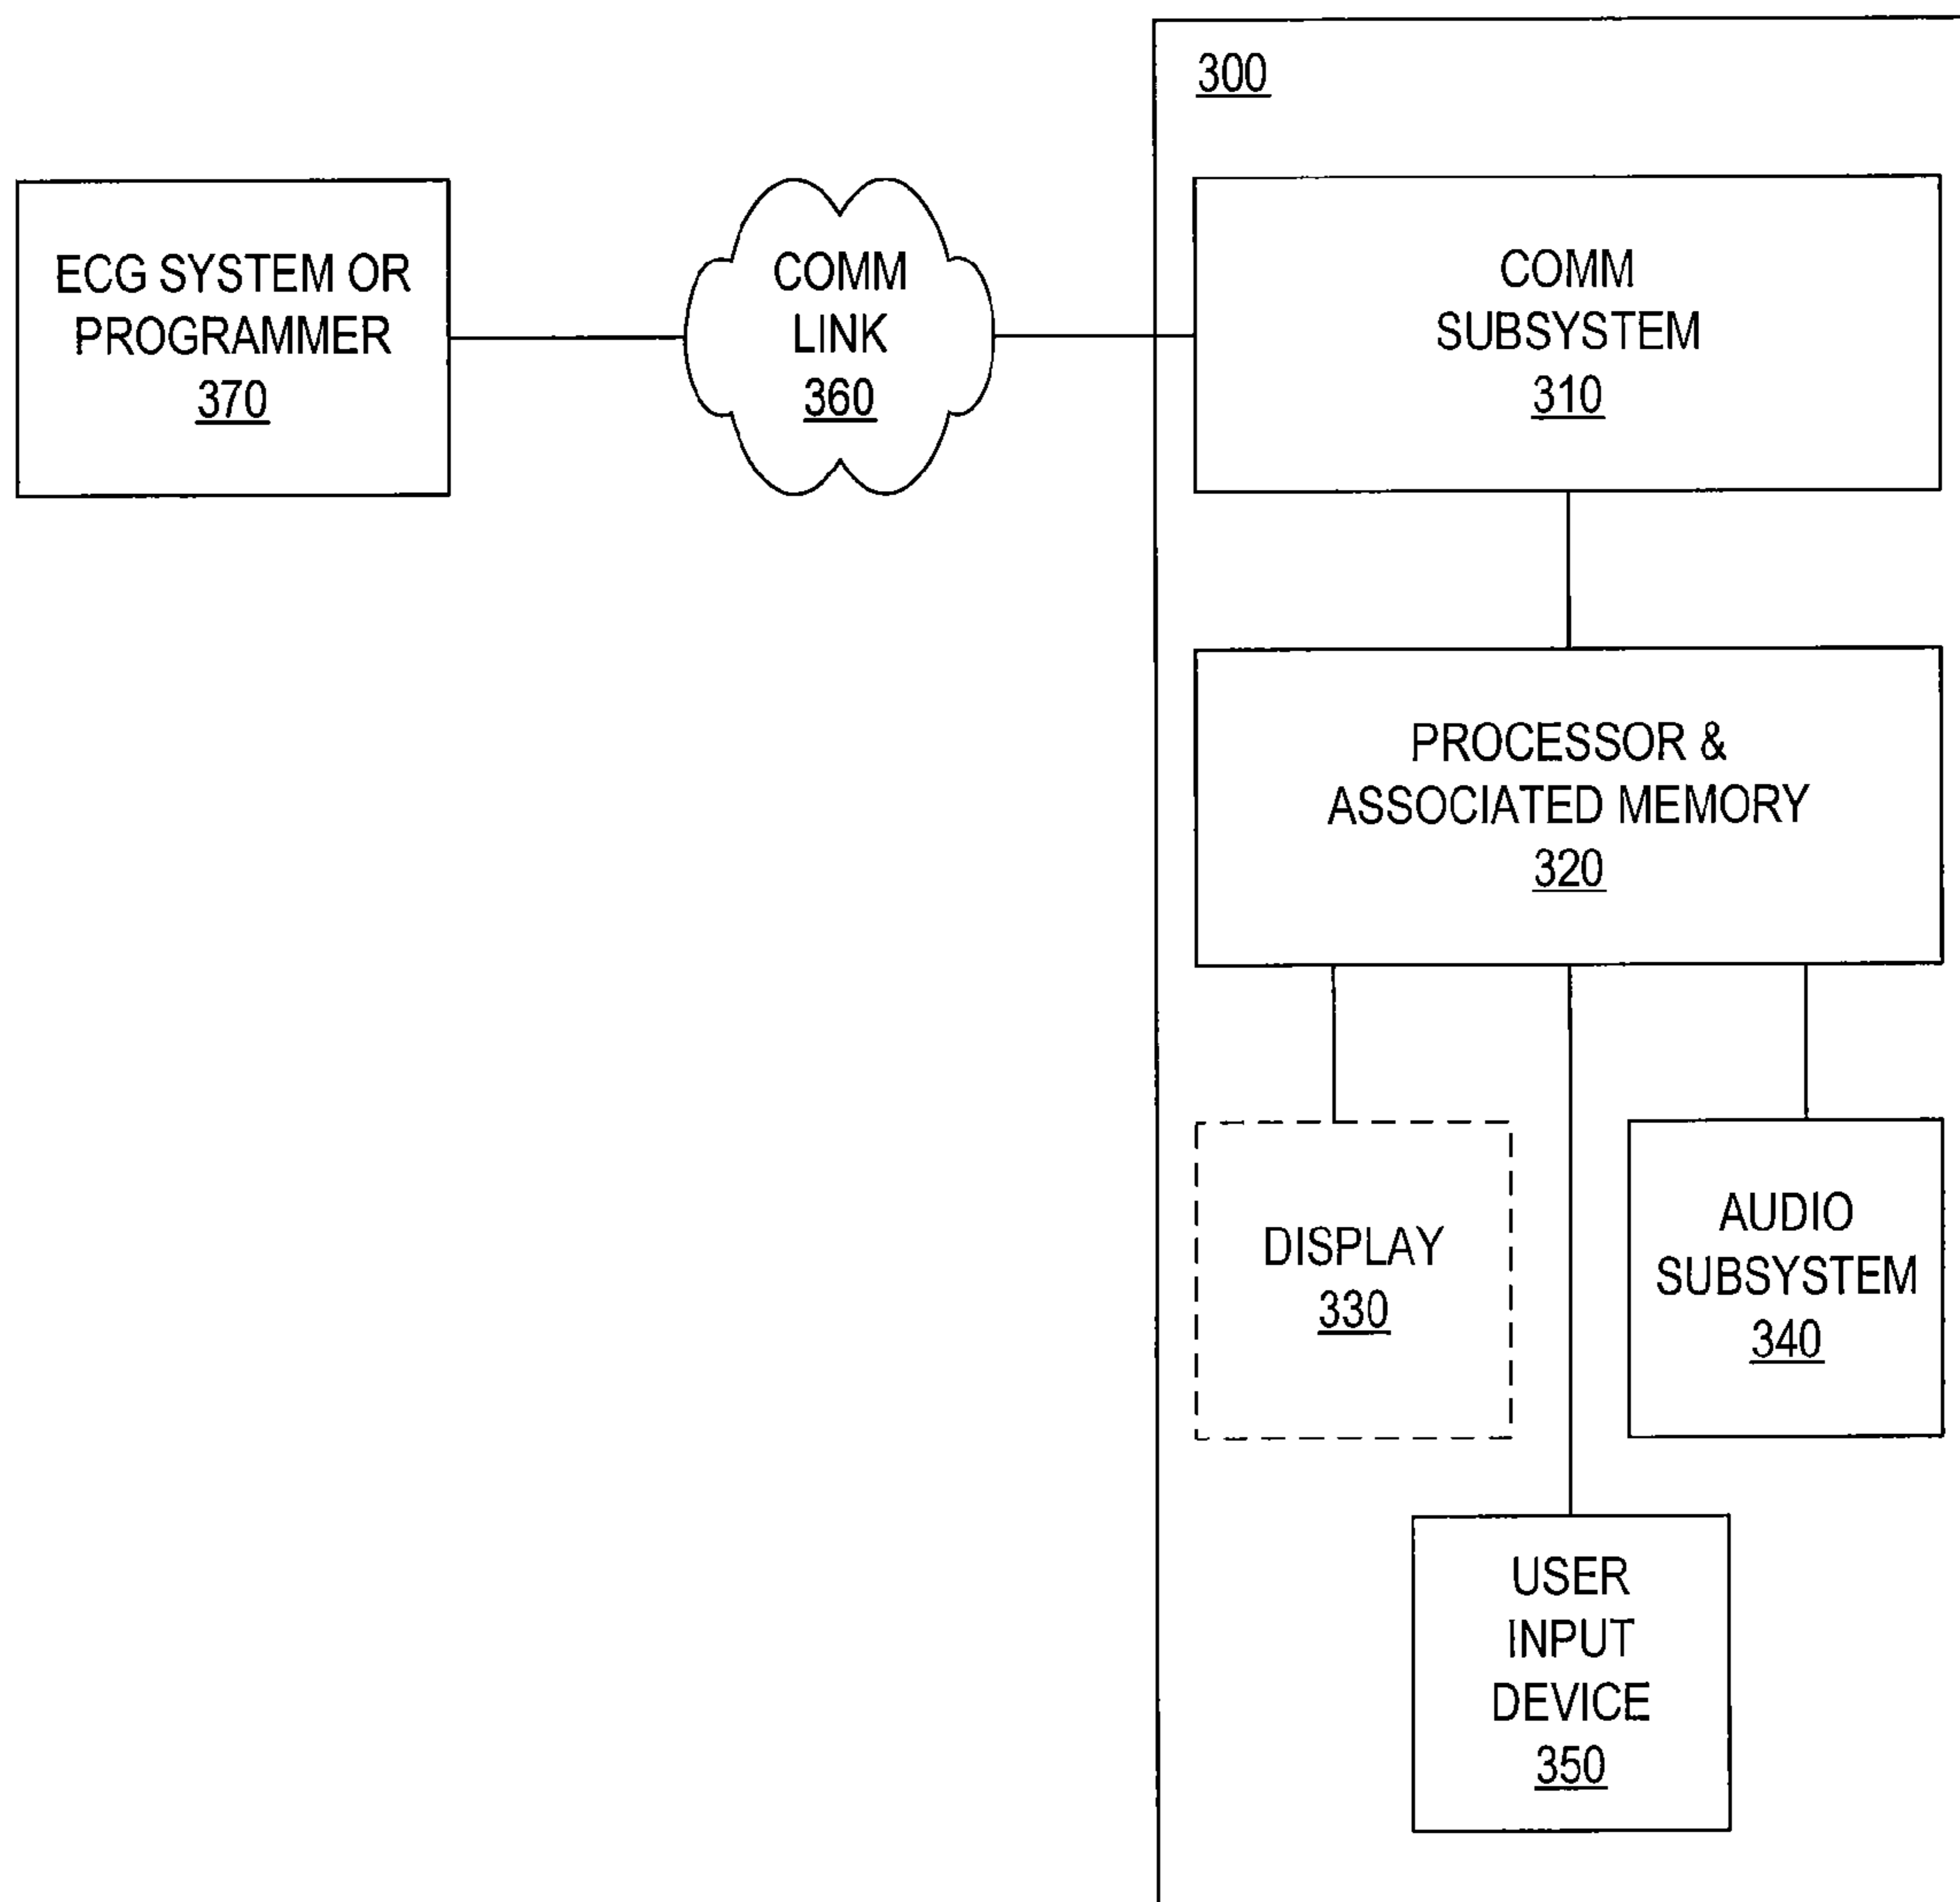 300
ECG SYSTEM OR
PROGRAMMER
370
COMM
LINK
360
COMM
SUBSYSTEM
310
PROCESSOR &
ASSOCIATED MEMORY
320
DISPLAY
330
AUDIO
SUBSYSTEM
340
USER
INPUT
DEVICE
350